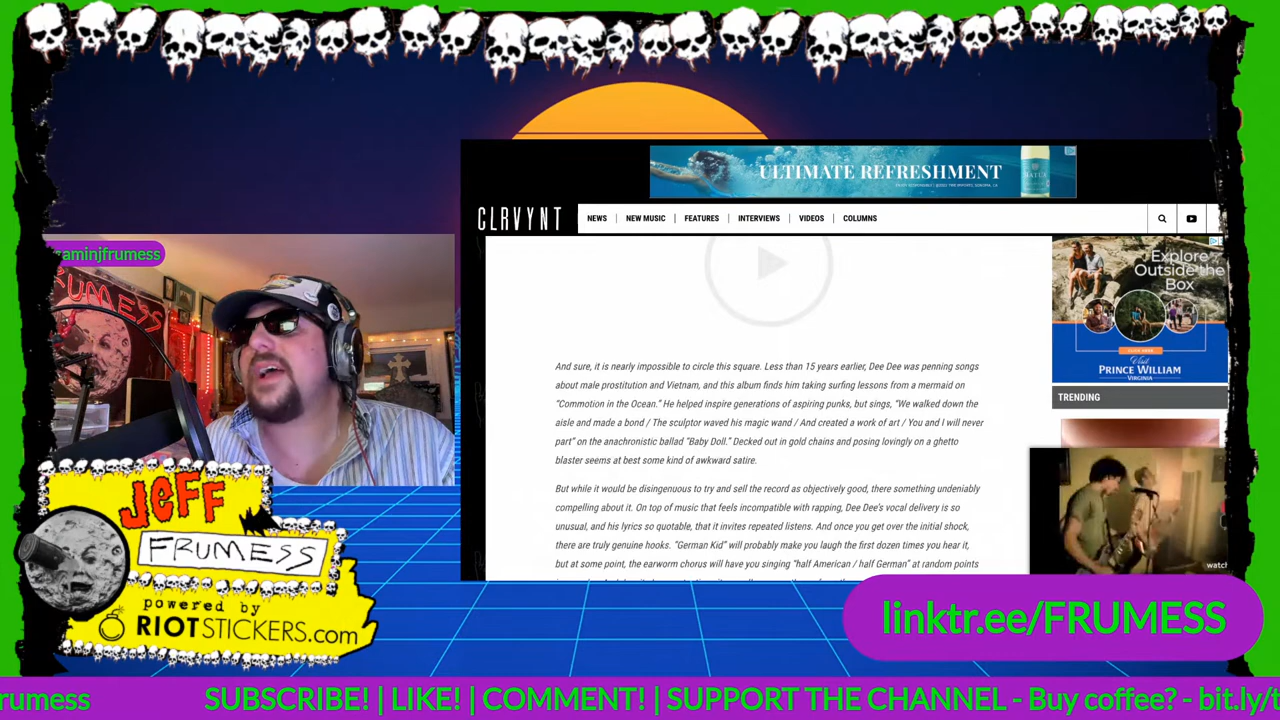 ULTIMATE REFRESHMENT
MATUA
CLRVYNT
NEWS | NEW MUSIC | FEATURES | INTERVIEWS | VIDEOS | COLUMNS
aminjfrumess
FRUMESS
Explore
Outside the
Box
Visit
PRINCE WILLIAM
VIRGINIA
TRENDING
And sure, it is nearly impossible to circle this square. Less than 15 years earlier, Dee Dee was penning songs
about male prostitution and Vietnam, and this album finds him taking surfing lessons from a mermaid on
“Commotion in the Ocean.” He helped inspire generations of aspiring punks, but sings, “We walked down the
aisle and made a bond / The sculptor waved his magic wand / And created a work of art / You and I will never
part” on the anachronistic ballad “Baby Doll.” Decked out in gold chains and posing lovingly on a ghetto
blaster seems at best some kind of awkward satire.
But while it would be disingenuous to try and sell the record as objectively good, there something undeniably
compelling about it. On top of music that feels incompatible with rapping, Dee Dee's vocal delivery is so
unusual, and his lyrics so quotable, that it invites repeated listens. And once you get over the initial shock,
there are truly genuine hooks. “German Kid” will probably make you laugh the first dozen times you hear it,
but at some point, the earworm chorus will have you singing “half American / half German” at random points
watch
JEFF
FRUMESS
powered by
RIOTSTICKERS.com
linktr.ee/FRUMESS
rumess SUBSCRIBE! | LIKE! | COMMENT! | SUPPORT THE CHANNEL - Buy coffee? - bit.ly/t